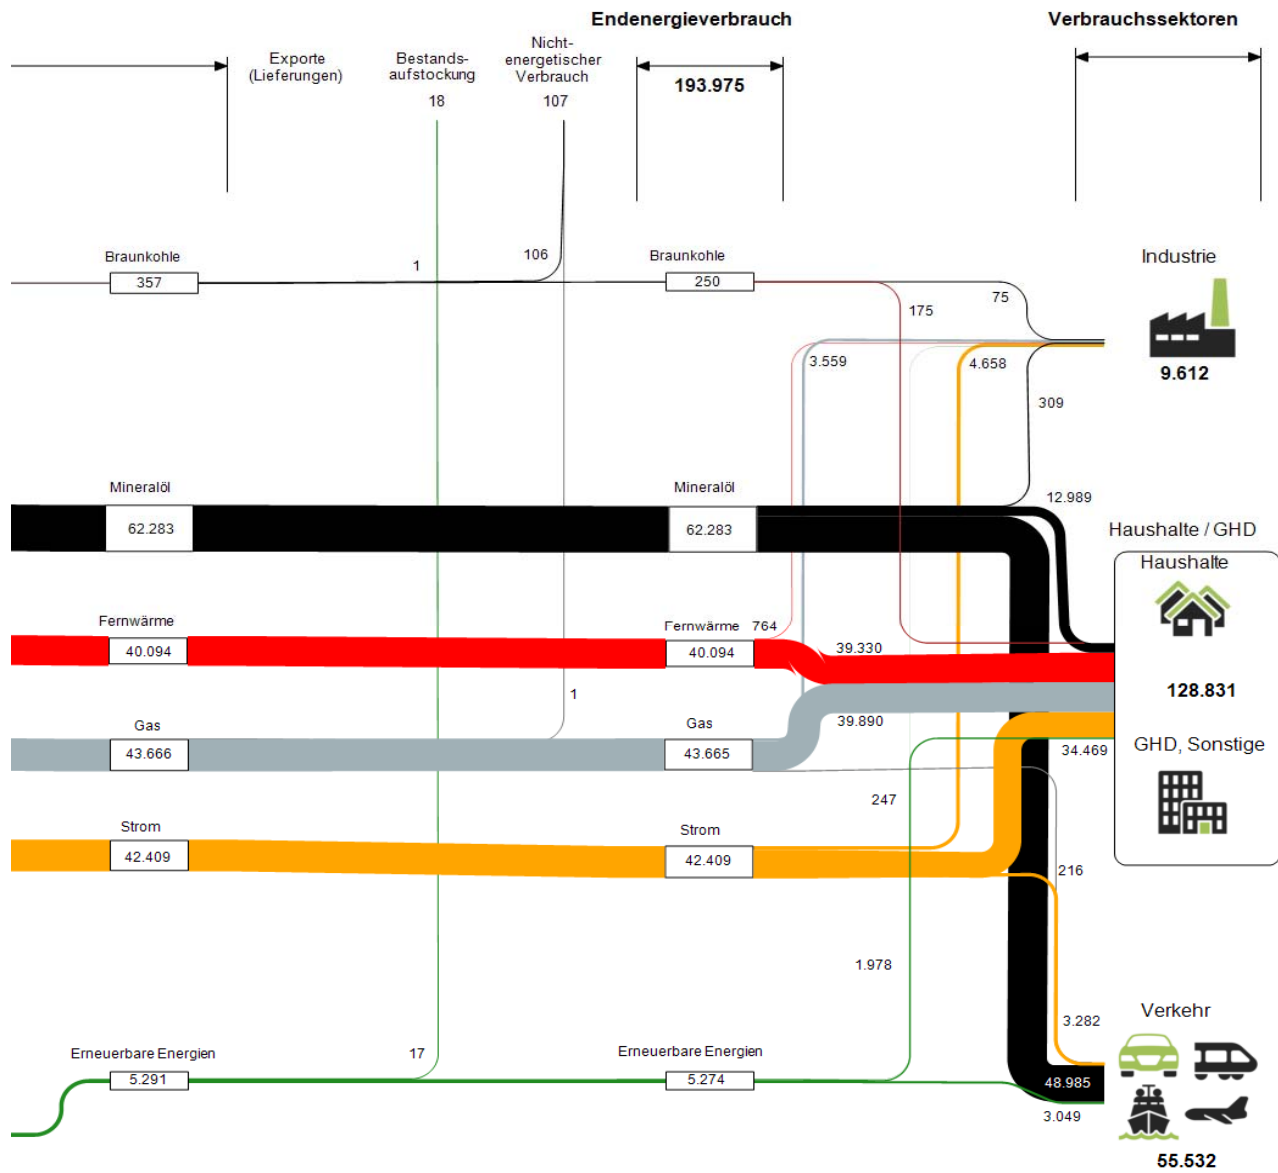 Endenergieverbrauch
Verbrauchssektoren
Exporte
(Lieferungen)
Bestands-
aufstockung
18
Nicht-
energetischer
Verbrauch
107
193.975
Braunkohle
357
1
106
Braunkohle
250
175
75
Industrie
9.612
3.559
4.658
309
Mineralöl
62.283
Mineralöl
62.283
12.989
Haushalte / GHD
Haushalte
128.831
GHD, Sonstige
Fernwärme
40.094
Fernwärme
764
40.094
39.330
1
Gas
43.666
Gas
43.665
39.890
34.469
247
Strom
42.409
Strom
42.409
216
1.978
3.282
Verkehr
Erneuerbare Energien
5.291
17
Erneuerbare Energien
5.274
48.985
3.049
55.532